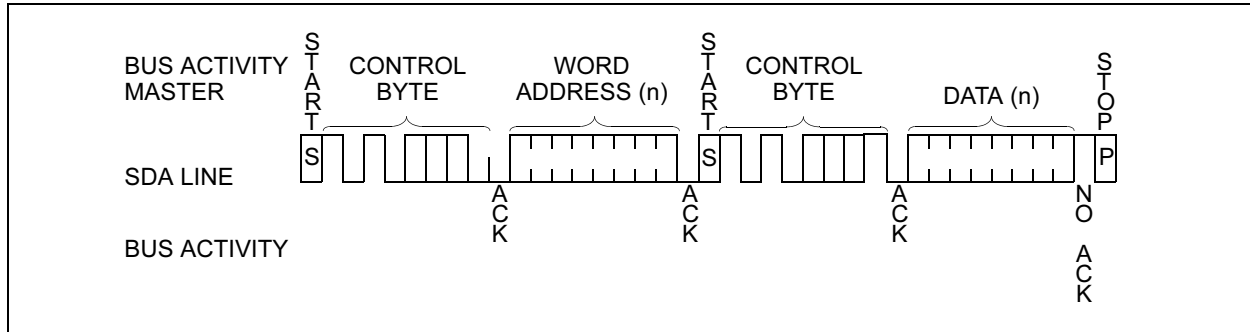 BUS ACTIVITY
MASTER
START
CONTROL
BYTE
WORD
ADDRESS (n)
START
CONTROL
BYTE
DATA (n)
STOP
SDA LINE
S
S
P
ACK
ACK
ACK
NO ACK
BUS ACTIVITY